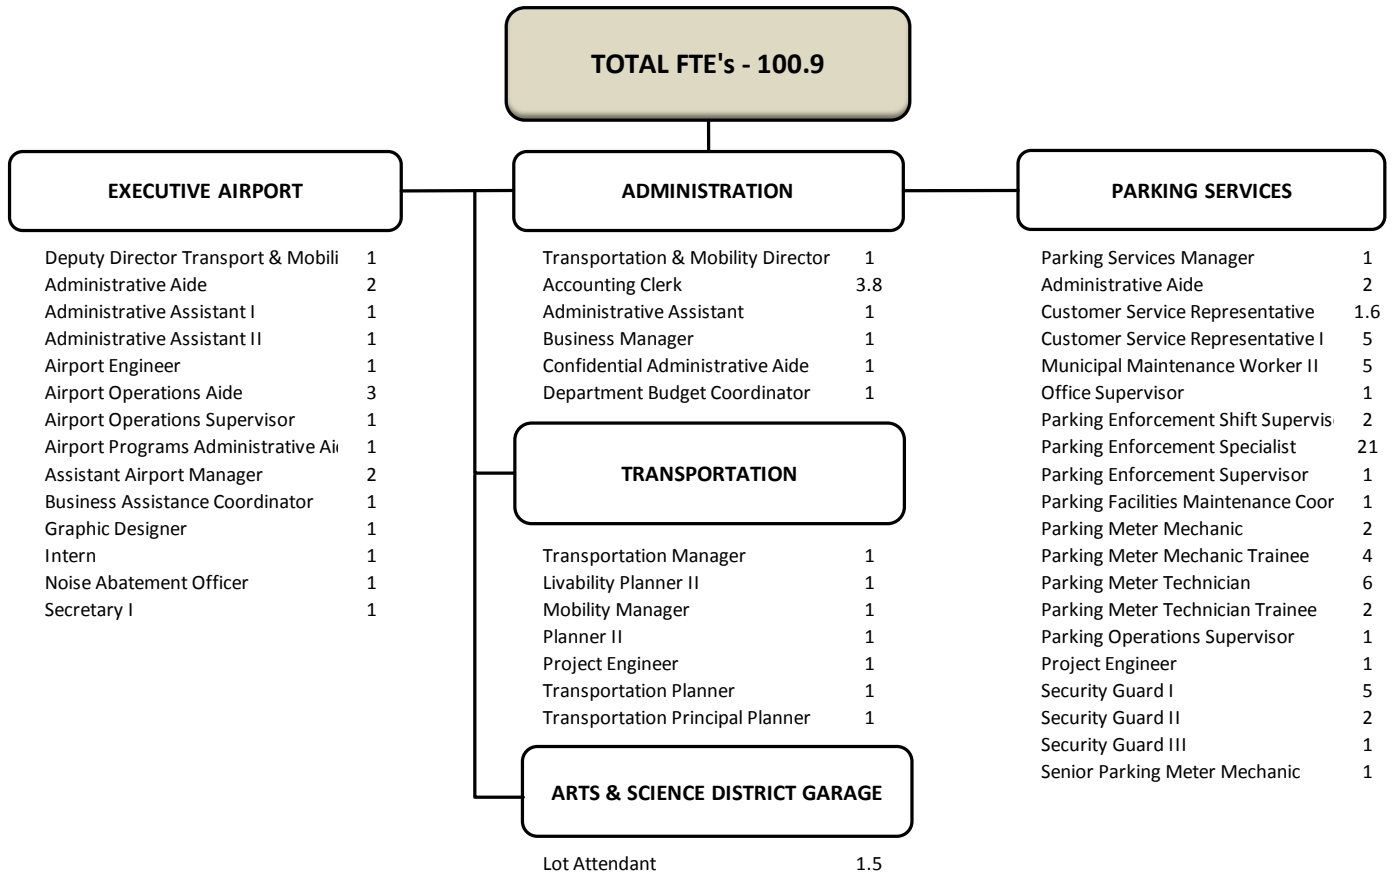 TOTAL FTE's - 100.9
EXECUTIVE AIRPORT
Deputy Director Transport & Mobili 1
Administrative Aide 2
Administrative Assistant I 1
Administrative Assistant II 1
Airport Engineer 1
Airport Operations Aide 3
Airport Operations Supervisor 1
Airport Programs Administrative Aid 1
Assistant Airport Manager 2
Business Assistance Coordinator 1
Graphic Designer 1
Intern 1
Noise Abatement Officer 1
Secretary I 1
ADMINISTRATION
Transportation & Mobility Director 1
Accounting Clerk 3.8
Administrative Assistant 1
Business Manager 1
Confidential Administrative Aide 1
Department Budget Coordinator 1
TRANSPORTATION
Transportation Manager 1
Livability Planner II 1
Mobility Manager 1
Planner II 1
Project Engineer 1
Transportation Planner 1
Transportation Principal Planner 1
ARTS & SCIENCE DISTRICT GARAGE
Lot Attendant 1.5
PARKING SERVICES
Parking Services Manager 1
Administrative Aide 2
Customer Service Representative 1.6
Customer Service Representative I 5
Municipal Maintenance Worker II 5
Office Supervisor 1
Parking Enforcement Shift Superviso 2
Parking Enforcement Specialist 21
Parking Enforcement Supervisor 1
Parking Facilities Maintenance Coor 1
Parking Meter Mechanic 2
Parking Meter Mechanic Trainee 4
Parking Meter Technician 6
Parking Meter Technician Trainee 2
Parking Operations Supervisor 1
Project Engineer 1
Security Guard I 5
Security Guard II 2
Security Guard III 1
Senior Parking Meter Mechanic 1